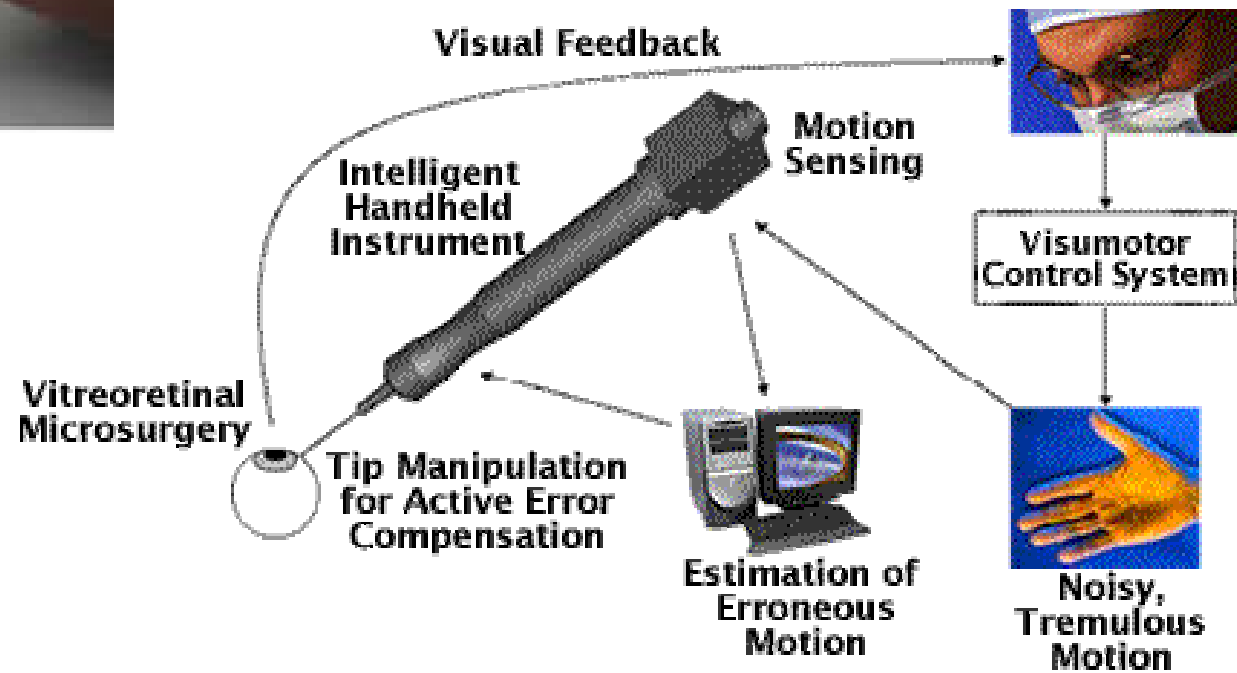 Visual Feedback
Motion
Sensing
Intelligent
Handheld
Instrument
Visumotor
Control System
Vitreoretinal
Microsurgery
Tip Manipulation
for Active Error
Compensation
Estimation of
Erroneous
Motion
Noisy,
Tremulous
Motion